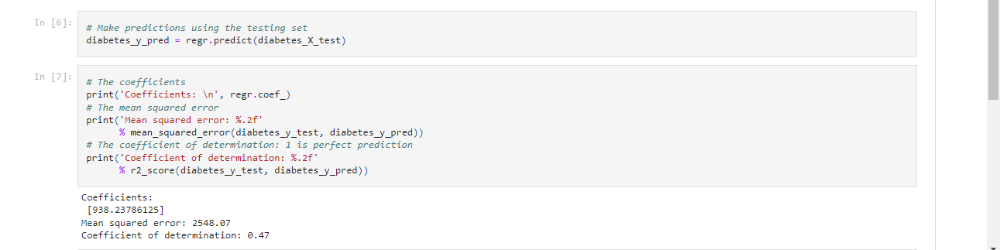 In [6]:
# Make predictions using the testing set
diabetes_y_pred = regr.predict(diabetes_X_test)
In [7]:
# The coefficients
print('Coefficients: \n', regr.coef_)
# The mean squared error
print('Mean squared error: %.2f'
      % mean_squared_error(diabetes_y_test, diabetes_y_pred))
# The coefficient of determination: 1 is perfect prediction
print('Coefficient of determination: %.2f'
      % r2_score(diabetes_y_test, diabetes_y_pred))
Coefficients:
 [938.23786125]
Mean squared error: 2548.07
Coefficient of determination: 0.47